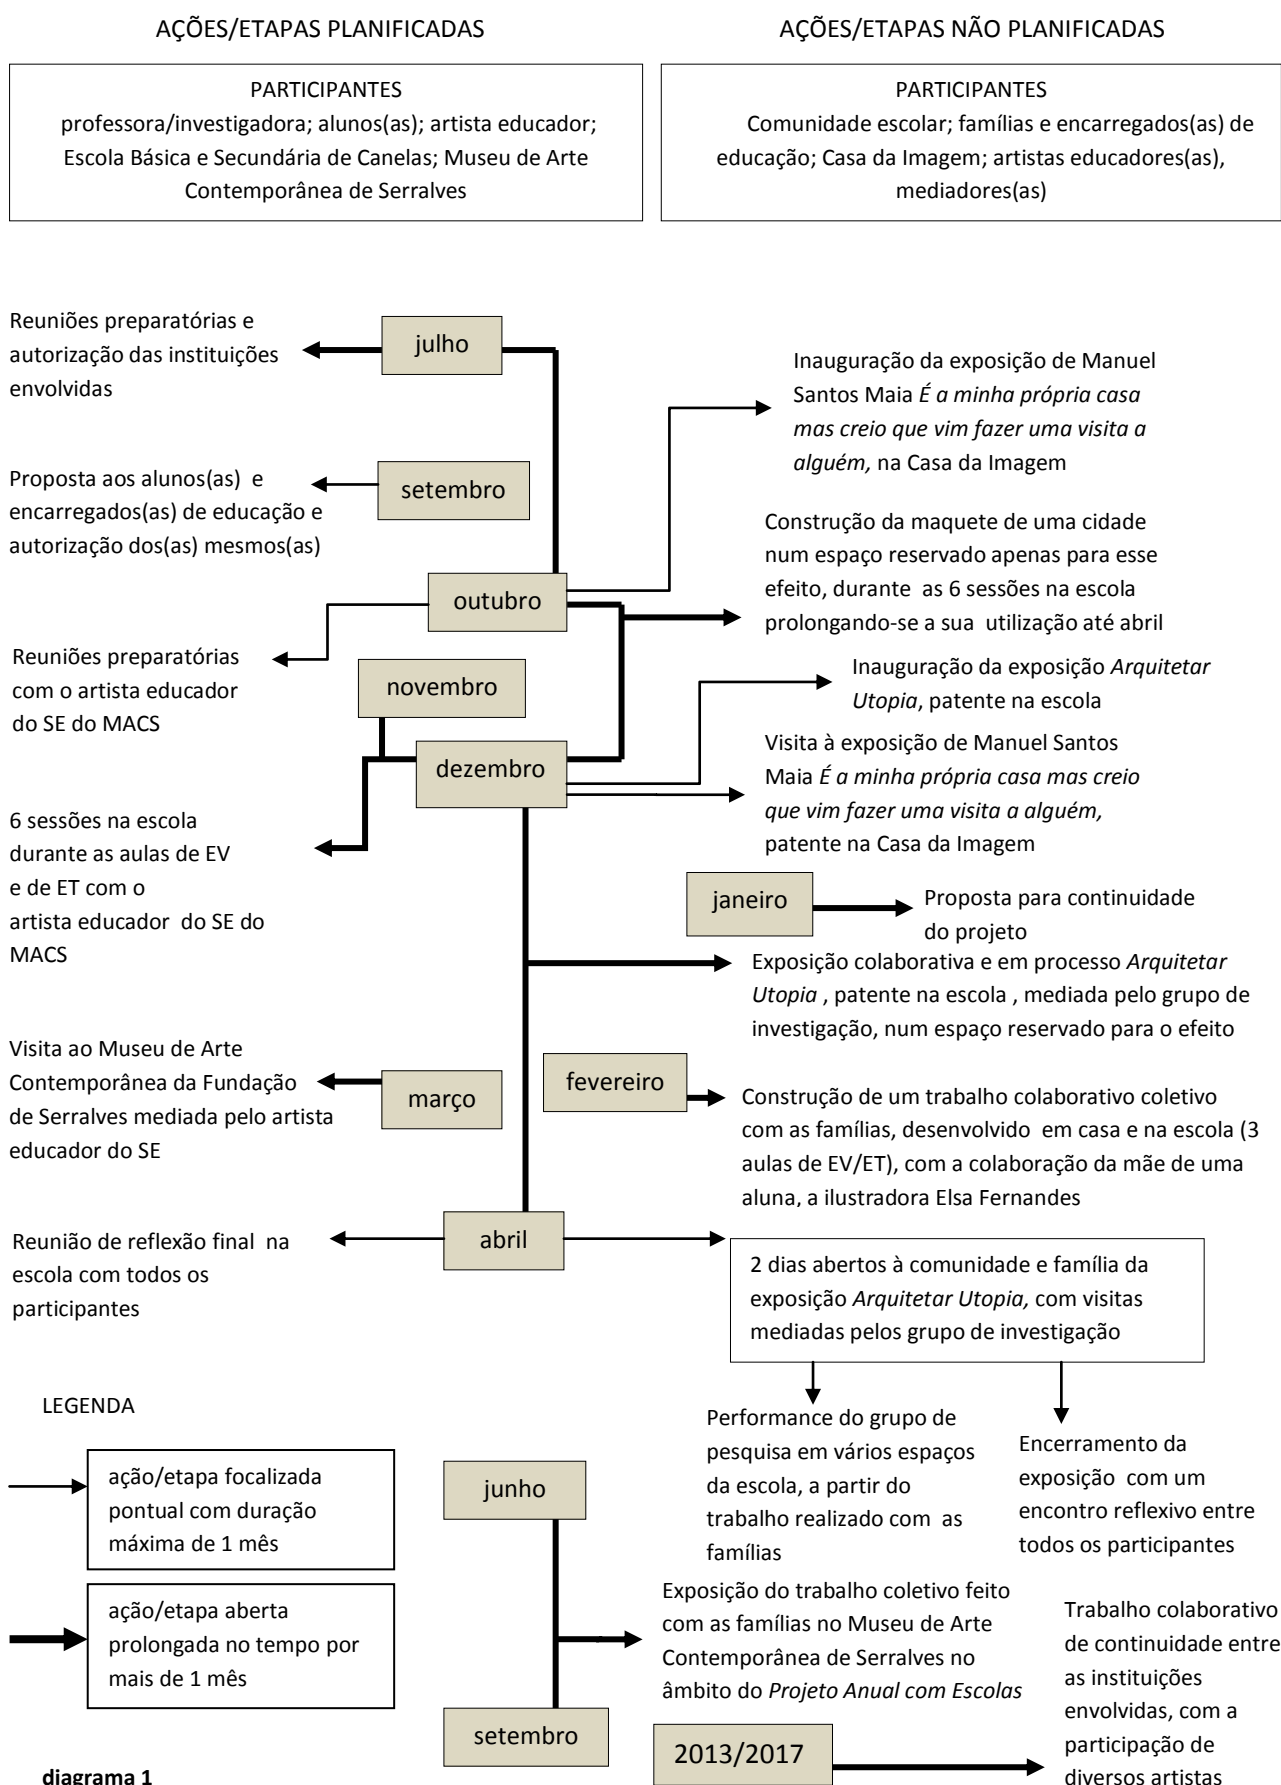 AÇÕES/ETAPAS PLANIFICADAS
AÇÕES/ETAPAS NÃO PLANIFICADAS
PARTICIPANTES
professora/investigadora; alunos(as); artista educador;
Escola Básica e Secundária de Canelas; Museu de Arte
Contemporânea de Serralves
PARTICIPANTES
Comunidade escolar; famílias e encarregados(as) de
educação; Casa da Imagem; artistas educadores(as),
mediadores(as)
Reuniões preparatórias e
autorização das instituições
envolvidas
julho
Inauguração da exposição de Manuel
Santos Maia É a minha própria casa
mas creio que vim fazer uma visita a
alguém, na Casa da Imagem
Proposta aos alunos(as) e
encarregados(as) de educação e
autorização dos(as) mesmos(as)
setembro
Construção da maquete de uma cidade
num espaço reservado apenas para esse
efeito, durante as 6 sessões na escola
prolongando-se a sua utilização até abril
outubro
Reuniões preparatórias
com o artista educador
do SE do MACS
novembro
Inauguração da exposição Arquitetar
Utopia, patente na escola
dezembro
Visita à exposição de Manuel Santos
Maia É a minha própria casa mas creio
que vim fazer uma visita a alguém,
patente na Casa da Imagem
6 sessões na escola
durante as aulas de EV
e de ET com o
artista educador do SE do
MACS
janeiro
Proposta para continuidade
do projeto
Exposição colaborativa e em processo Arquitetar
Utopia , patente na escola , mediada pelo grupo de
investigação, num espaço reservado para o efeito
Visita ao Museu de Arte
Contemporânea da Fundação
de Serralves mediada pelo artista
educador do SE
março
fevereiro
Construção de um trabalho colaborativo coletivo
com as famílias, desenvolvido em casa e na escola (3
aulas de EV/ET), com a colaboração da mãe de uma
aluna, a ilustradora Elsa Fernandes
Reunião de reflexão final na
escola com todos os
participantes
abril
2 dias abertos à comunidade e família da
exposição Arquitetar Utopia, com visitas
mediadas pelos grupo de investigação
Performance do grupo de
pesquisa em vários espaços
da escola, a partir do
trabalho realizado com as
famílias
Encerramento da
exposição com um
encontro reflexivo entre
todos os participantes
LEGENDA
ação/etapa focalizada
pontual com duração
máxima de 1 mês
ação/etapa aberta
prolongada no tempo por
mais de 1 mês
junho
Exposição do trabalho coletivo feito
com as famílias no Museu de Arte
Contemporânea de Serralves no
âmbito do Projeto Anual com Escolas
setembro
2013/2017
Trabalho colaborativo
de continuidade entre
as instituições
envolvidas, com a
participação de
diversos artistas
diagrama 1